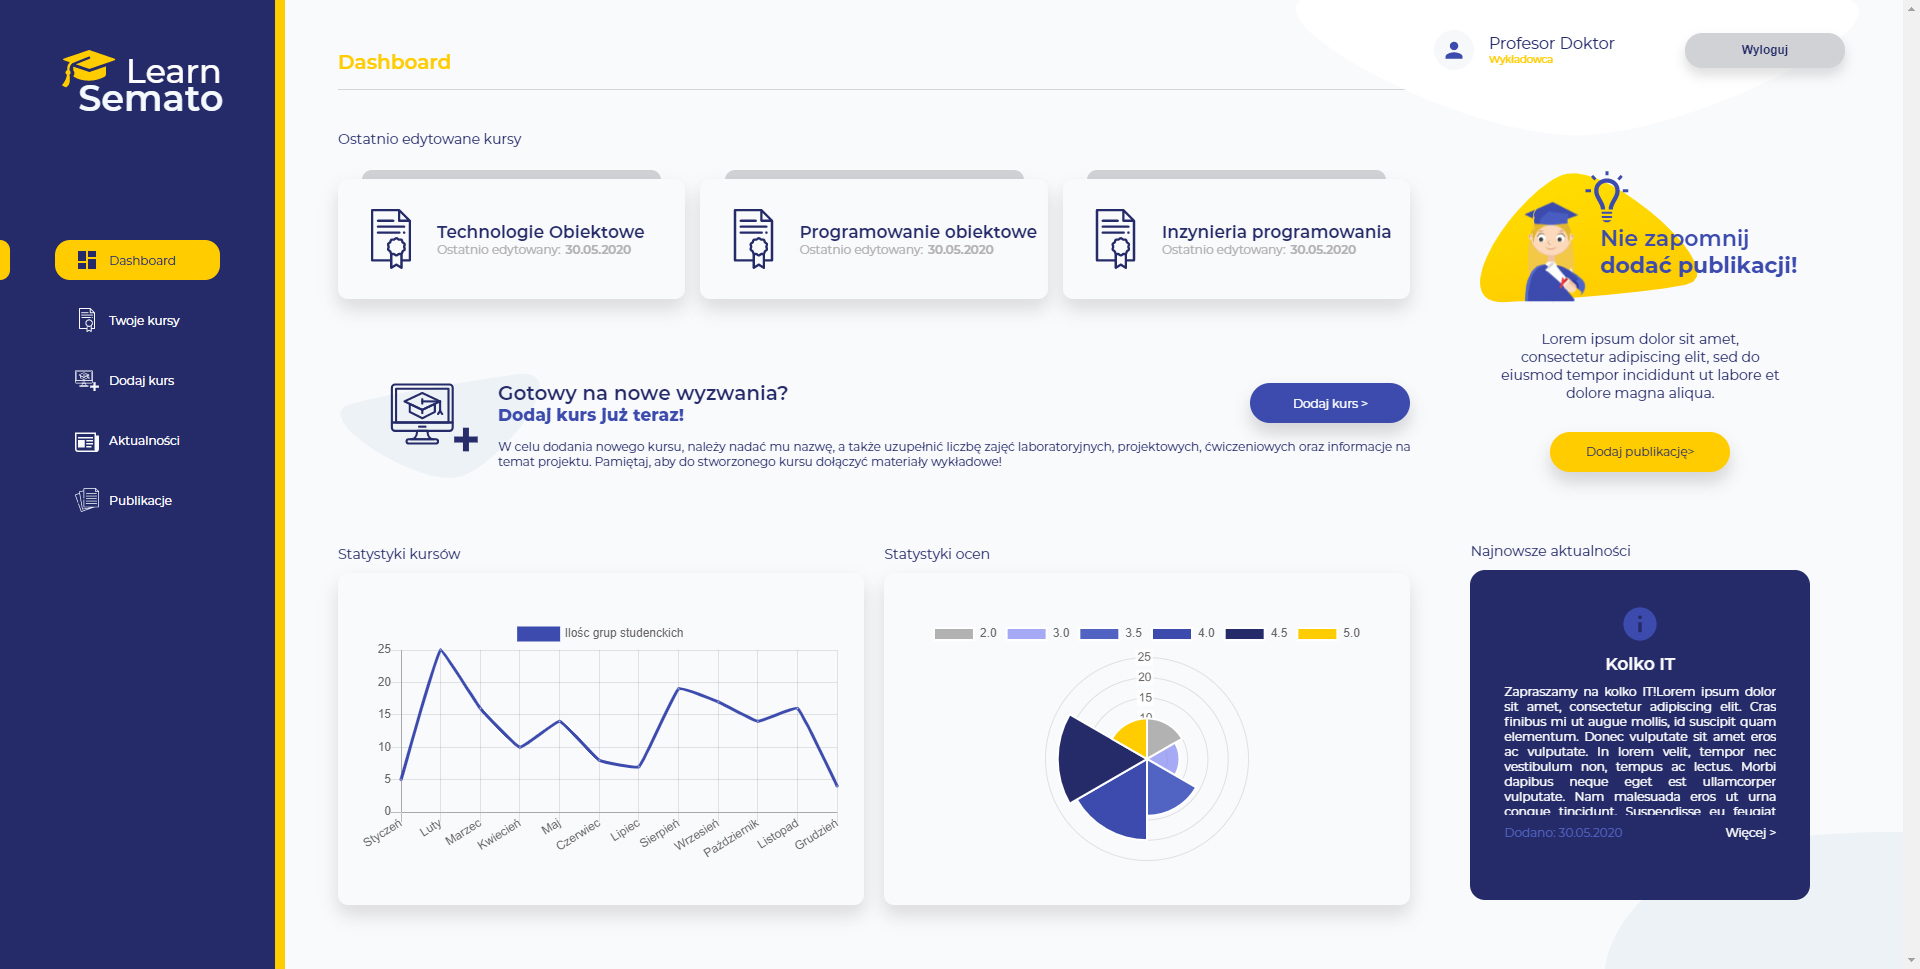 Learn
Semato
Dashboard
Twoje kursy
Dodaj kurs
Aktualności
Publikacje
Dashboard
Profesor Doktor
Wykładowca
Wyloguj
Ostatnio edytowane kursy
Technologie Obiektowe
Ostatnio edytowany: 30.05.2020
Programowanie obiektowe
Ostatnio edytowany: 30.05.2020
Inzynieria programowania
Ostatnio edytowany: 30.05.2020
Nie zapomnij
dodać publikacji!
Lorem ipsum dolor sit amet,
consectetur adipiscing elit, sed do
eiusmod tempor incididunt ut labore et
dolore magna aliqua.
Dodaj publikację>
Gotowy na nowe wyzwania?
Dodaj kurs już teraz!
Dodaj kurs >
W celu dodania nowego kursu, należy nadać mu nazwę, a także uzupełnić liczbę zajęć laboratoryjnych, projektowych, ćwiczeniowych oraz informacje na
temat projektu. Pamiętaj, aby do stworzonego kursu dołączyć materiały wykładowe!
Statystyki kursów
Ilośc grup studenckich
25
20
15
10
5
0
Styczeń
Luty
Marzec
Kwiecień
Maj
Czerwiec
Lipiec
Sierpień
Wrzesień
Październik
Listopad
Grudzień
Statystyki ocen
2.0
3.0
3.5
4.0
4.5
5.0
25
20
15
10
Najnowsze aktualności
Kolko IT
Zapraszamy na kolko IT!Lorem ipsum dolor
sit amet, consectetur adipiscing elit. Cras
finibus mi ut augue mollis, id suscipit quam
elementum. Donec vulputate sit amet eros
ac vulputate. In lorem velit, tempor nec
vestibulum non, tempus ac lectus. Morbi
dapibus neque eget est ullamcorper
vulputate. Nam malesuada eros ut urna
congue tincidunt. Suspendisse eu feugiat
Dodano: 30.05.2020
Więcej >